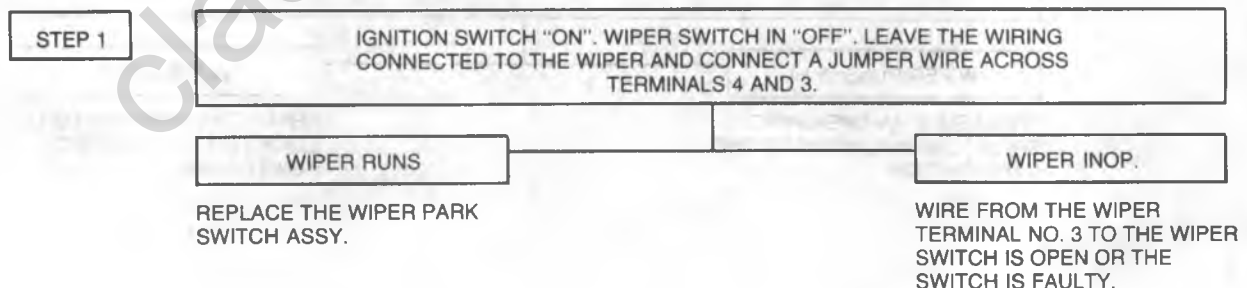 STEP 1
IGNITION SWITCH "ON". WIPER SWITCH IN "OFF". LEAVE THE WIRING
CONNECTED TO THE WIPER AND CONNECT A JUMPER WIRE ACROSS
TERMINALS 4 AND 3.
WIPER RUNS
WIPER INOP.
REPLACE THE WIPER PARK
SWITCH ASSY.
WIRE FROM THE WIPER
TERMINAL NO. 3 TO THE WIPER
SWITCH IS OPEN OR THE
SWITCH IS FAULTY.